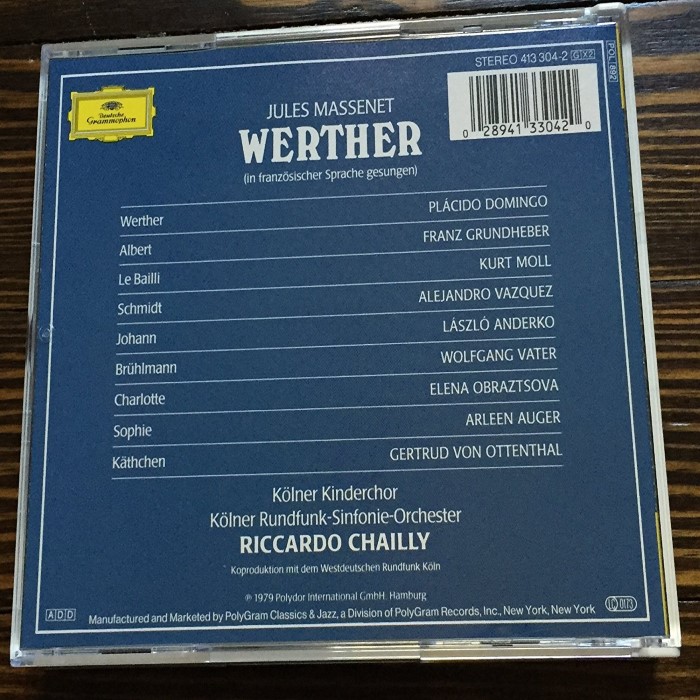 STEREO 413 304-2 GX2
POL 892
Deutsche
Grammophon
JULES MASSENET
WERTHER
(in französischer Sprache gesungen)
0 28941 33042 0
Werther PLÁCIDO DOMINGO
Albert FRANZ GRUNDHEBER
Le Bailli KURT MOLL
Schmidt ALEJANDRO VAZQUEZ
Johann LÁSZLÓ ANDERKO
Brühlmann WOLFGANG VATER
Charlotte ELENA OBRAZTSOVA
Sophie ARLEEN AUGER
Käthchen GERTRUD VON OTTENTHAL
Kölner Kinderchor
Kölner Rundfunk-Sinfonie-Orchester
RICCARDO CHAILLY
Koproduktion mit dem Westdeutschen Rundfunk Köln
℗ 1979 Polydor International GmbH. Hamburg
ADD
Manufactured and Marketed by PolyGram Classics & Jazz, a Division of PolyGram Records, Inc., New York, New York
LC 0173